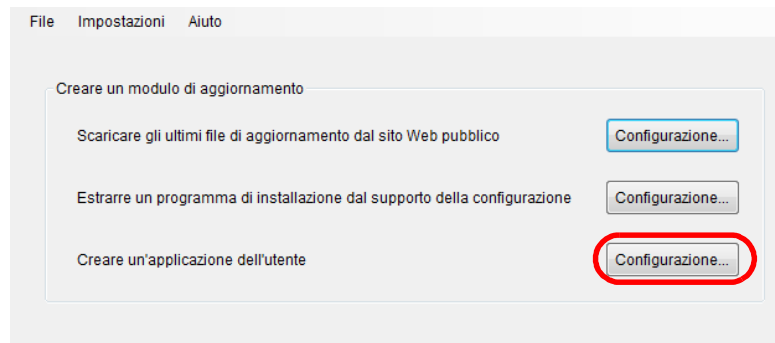 File Impostazioni Aiuto
Creare un modulo di aggiornamento
Scaricare gli ultimi file di aggiornamento dal sito Web pubblico Configurazione...
Estrarre un programma di installazione dal supporto della configurazione Configurazione...
Creare un'applicazione dell'utente Configurazione...